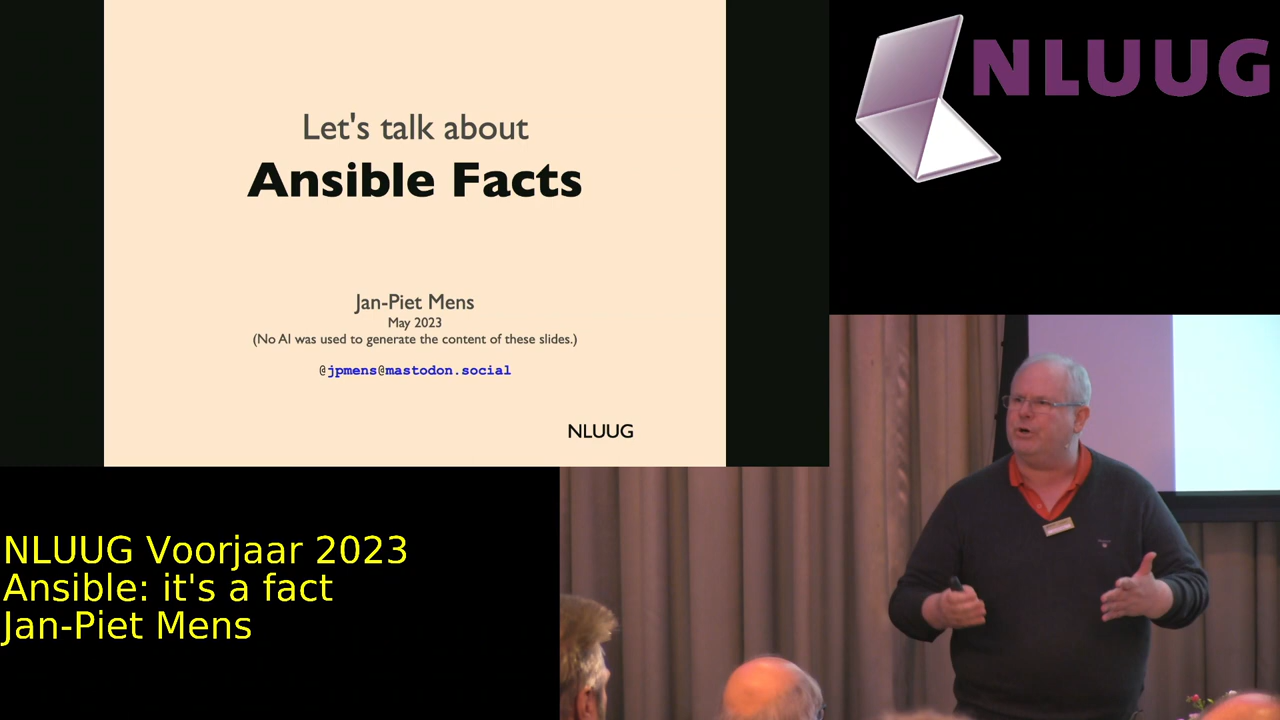 Let's talk about
Ansible Facts
Jan-Piet Mens
May 2023
(No AI was used to generate the content of these slides.)
@jpmens@mastodon.social
NLUUG
NLUUG
NLUUG Voorjaar 2023
Ansible: it's a fact
Jan-Piet Mens